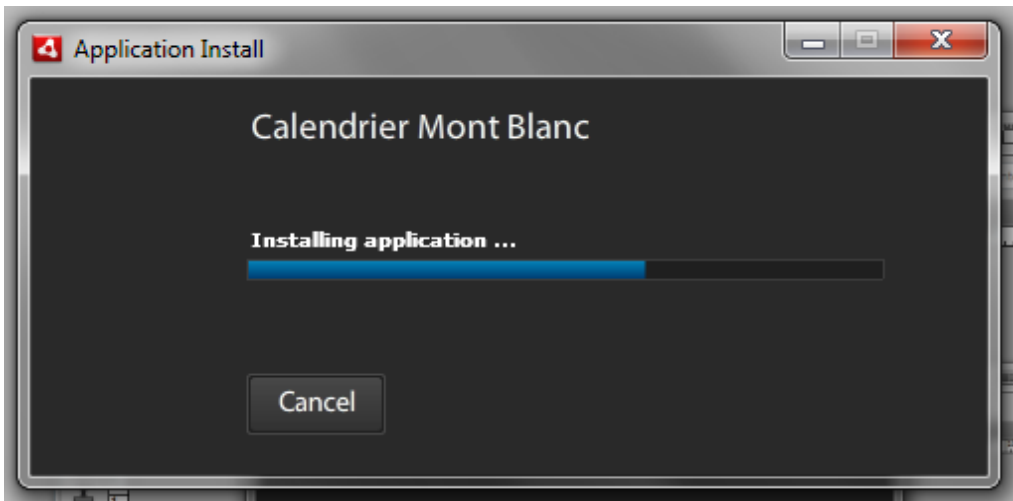 Application Install
Calendrier Mont Blanc
Installing application ...
Cancel